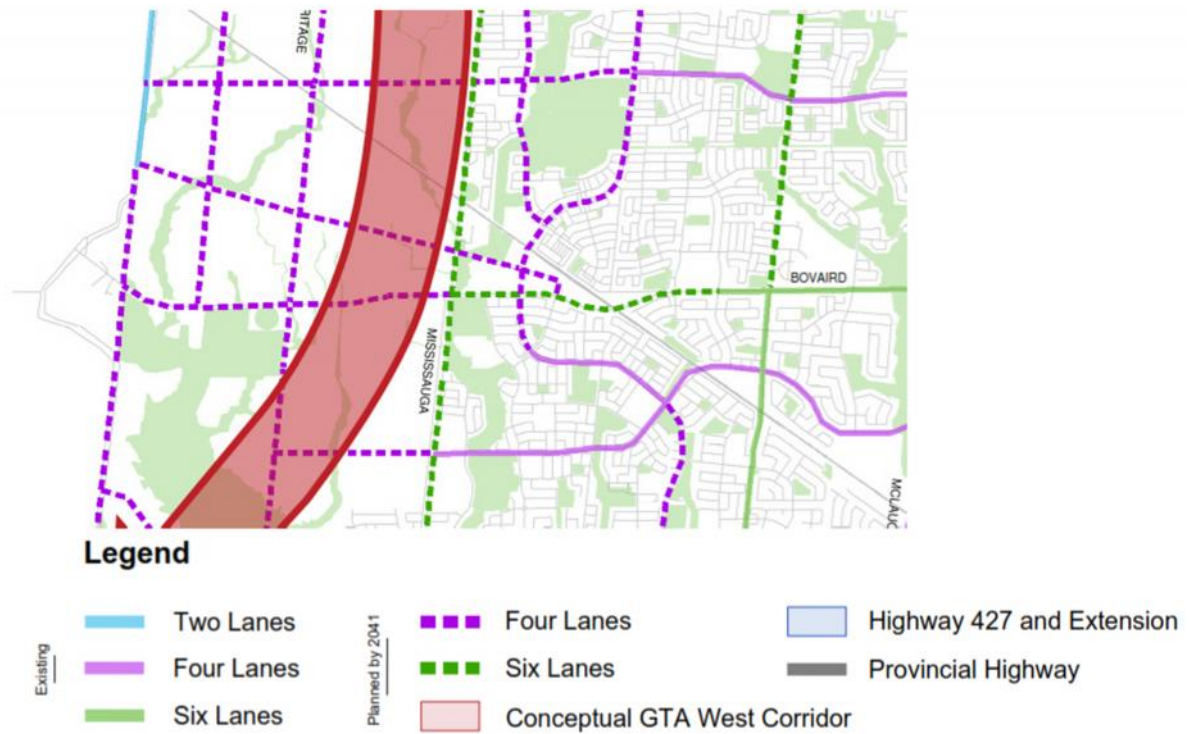 RITAGE
BOVAIRD
MISSISSAUGA
MCLAUC
Legend
Existing
Two Lanes
Four Lanes
Six Lanes
Planned by 2041
Four Lanes
Six Lanes
Conceptual GTA West Corridor
Highway 427 and Extension
Provincial Highway